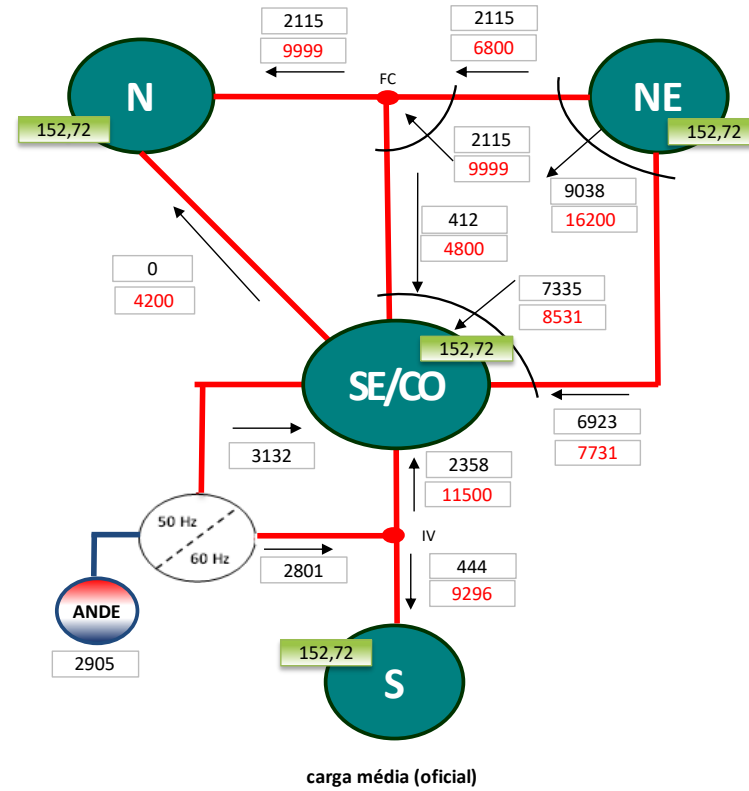 2115
9999
2115
6800
FC
N
NE
152,72
152,72
2115
9999
9038
16200
412
4800
0
4200
7335
8531
152,72
SE/CO
6923
7731
3132
2358
11500
50 Hz
60 Hz
IV
2801
444
9296
ANDE
2905
152,72
S
carga média (oficial)